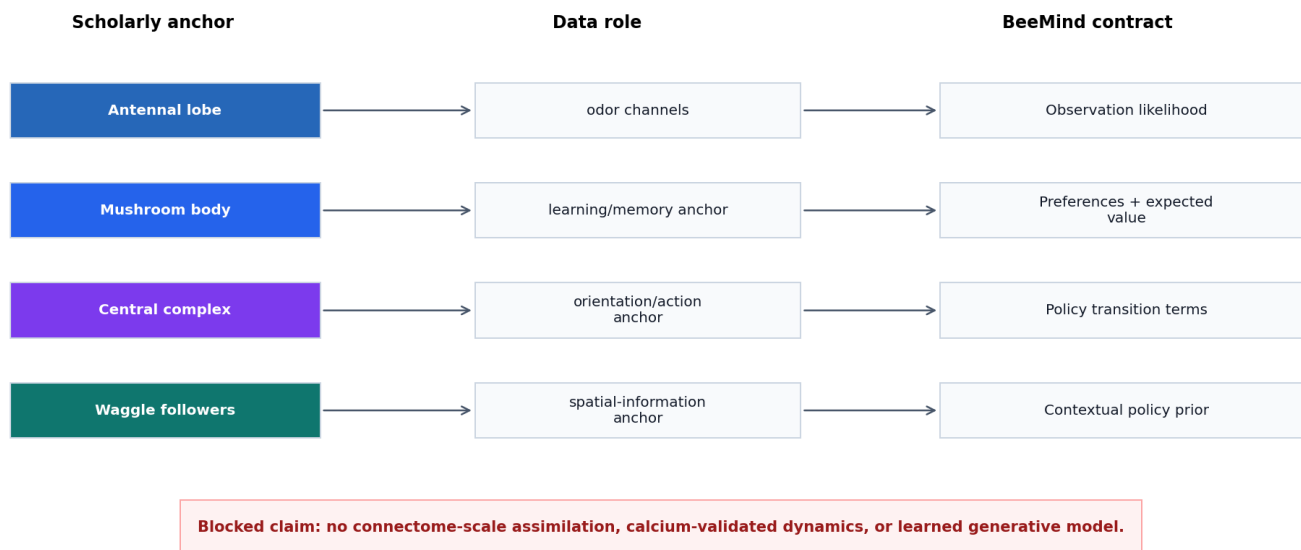 Scholarly anchor Data role BeeMind contract
Antennal lobe odor channels Observation likelihood
Mushroom body learning/memory anchor Preferences + expected
value
Central complex orientation/action
anchor Policy transition terms
Waggle followers spatial-information
anchor Contextual policy prior
Blocked claim: no connectome-scale assimilation, calcium-validated dynamics, or learned generative model.